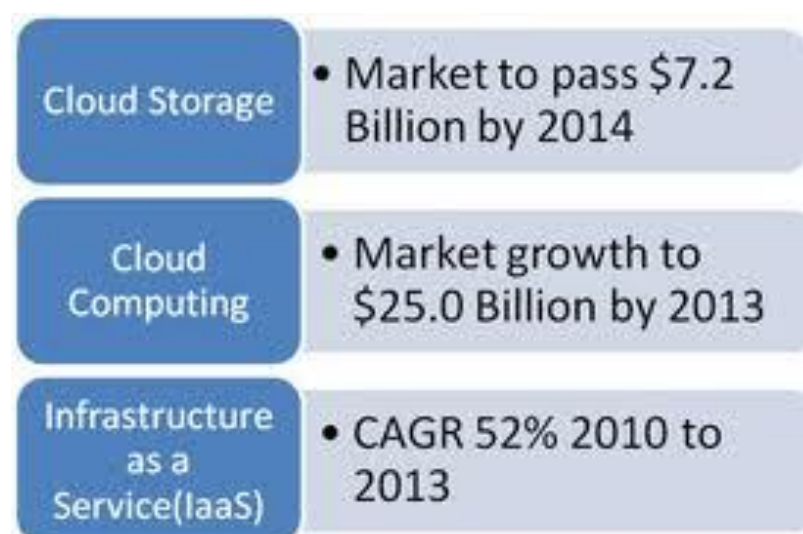 Cloud Storage
• Market to pass $7.2
Billion by 2014
Cloud
Computing
• Market growth to
$25.0 Billion by 2013
Infrastructure
as a
Service(IaaS)
• CAGR 52% 2010 to
2013